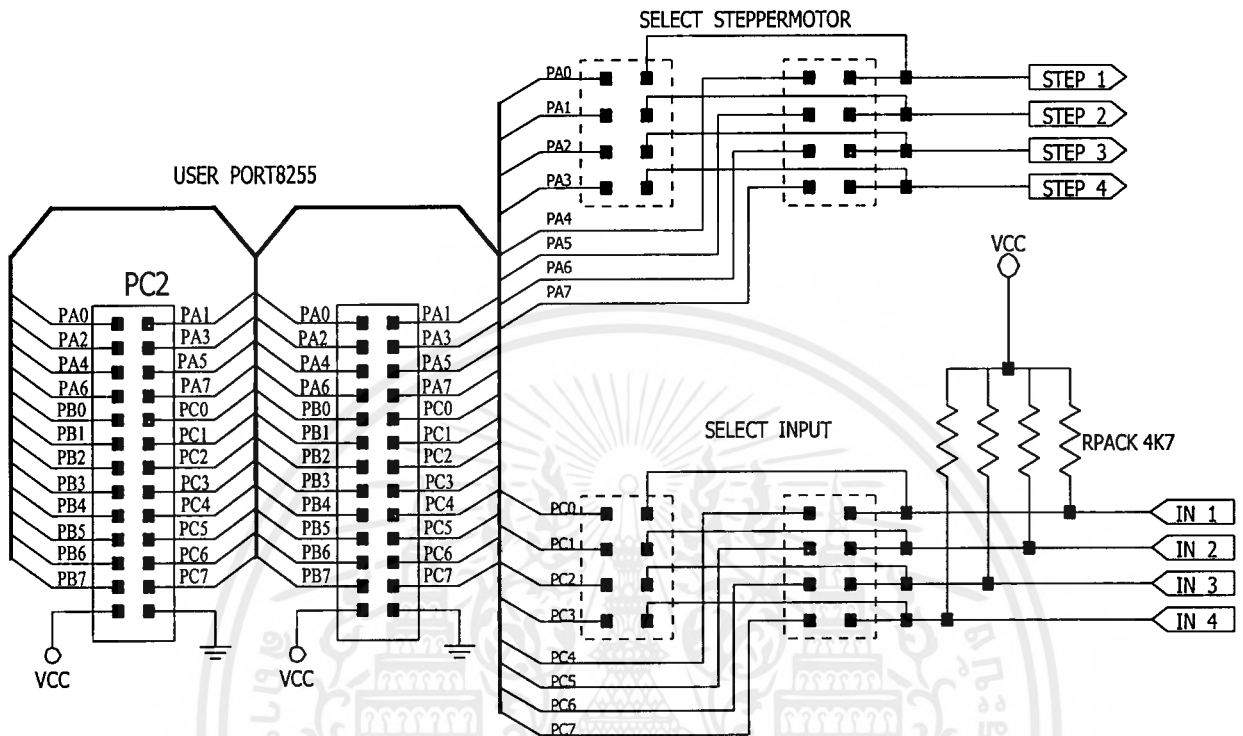 SELECT STEPPERMOTOR
PA0
PA1
PA2
PA3
PA4
PA5
PA6
PA7
STEP 1
STEP 2
STEP 3
STEP 4
USER PORT8255
PC2
PA0 PA1
PA2 PA3
PA4 PA5
PA6 PA7
PB0 PC0
PB1 PC1
PB2 PC2
PB3 PC3
PB4 PC4
PB5 PC5
PB6 PC6
PB7 PC7
VCC
PA0 PA1
PA2 PA3
PA4 PA5
PA6 PA7
PB0 PC0
PB1 PC1
PB2 PC2
PB3 PC3
PB4 PC4
PB5 PC5
PB6 PC6
PB7 PC7
VCC
VCC
RPACK 4K7
SELECT INPUT
PC0
PC1
PC2
PC3
PC4
PC5
PC6
PC7
IN 1
IN 2
IN 3
IN 4